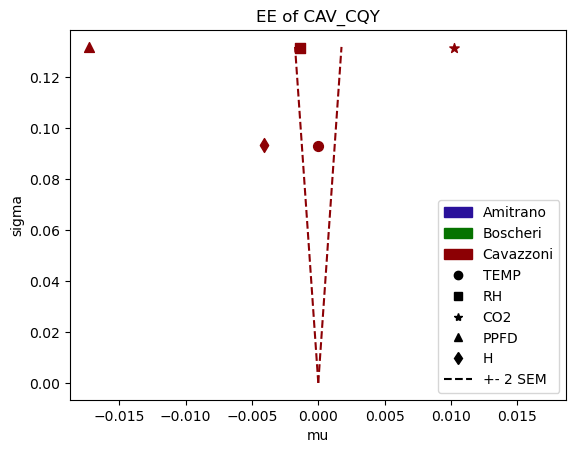 EE of CAV_CQY
sigma
0.12
0.10
0.08
0.06
0.04
0.02
0.00
Amitrano
Boscheri
Cavazzoni
TEMP
RH
CO2
PPFD
H
+- 2 SEM
−0.015 −0.010 −0.005 0.000 0.005 0.010 0.015
mu